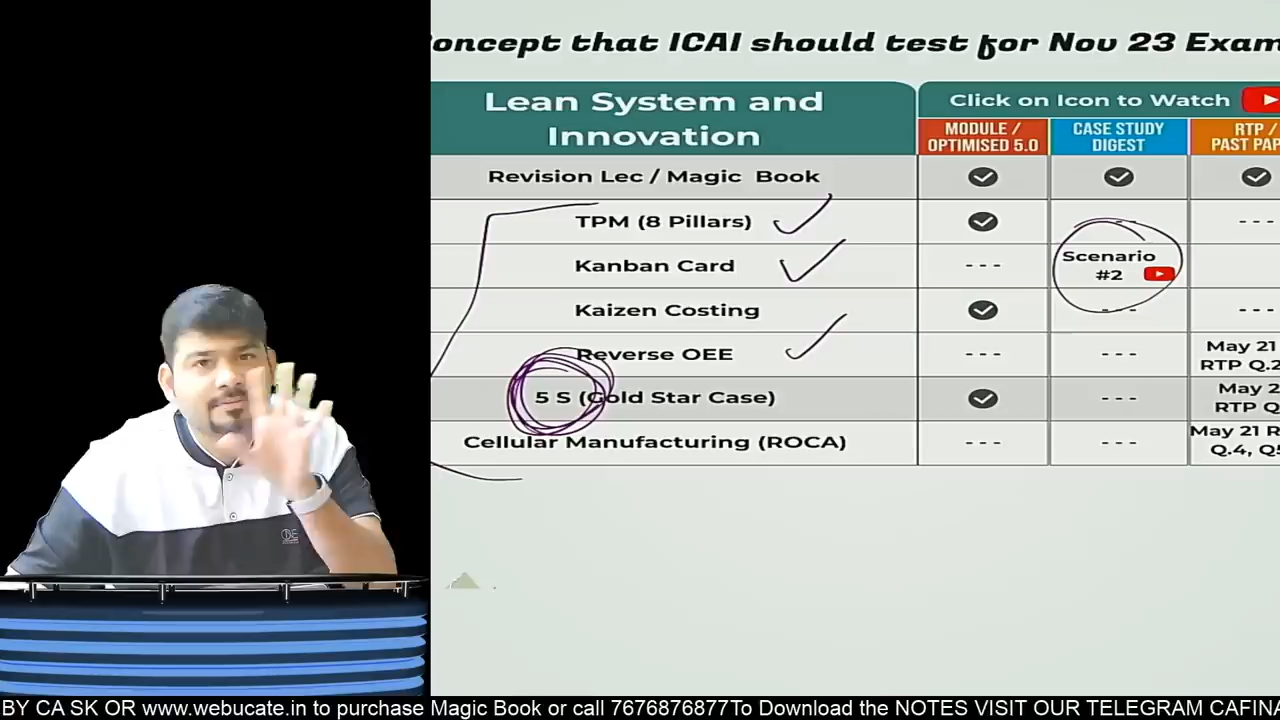 oncept that ICAI should test for Nov 23 Exam
Lean System and
Innovation
Click on Icon to Watch
MODULE /
OPTIMISED 5.0
CASE STUDY
DIGEST
RTP /
PAST PAP
Revision Lec / Magic Book
TPM (8 Pillars)
---
Kanban Card
---
Scenario
#2
Kaizen Costing
---
---
Reverse OEE
---
---
May 21
RTP Q.2
5 S (Gold Star Case)
---
May 2
RTP Q
Cellular Manufacturing (ROCA)
---
---
May 21 R
Q.4, Q5
BY CA SK OR www.webucate.in to purchase Magic Book or call 7676876877To Download the NOTES VISIT OUR TELEGRAM CAFINA